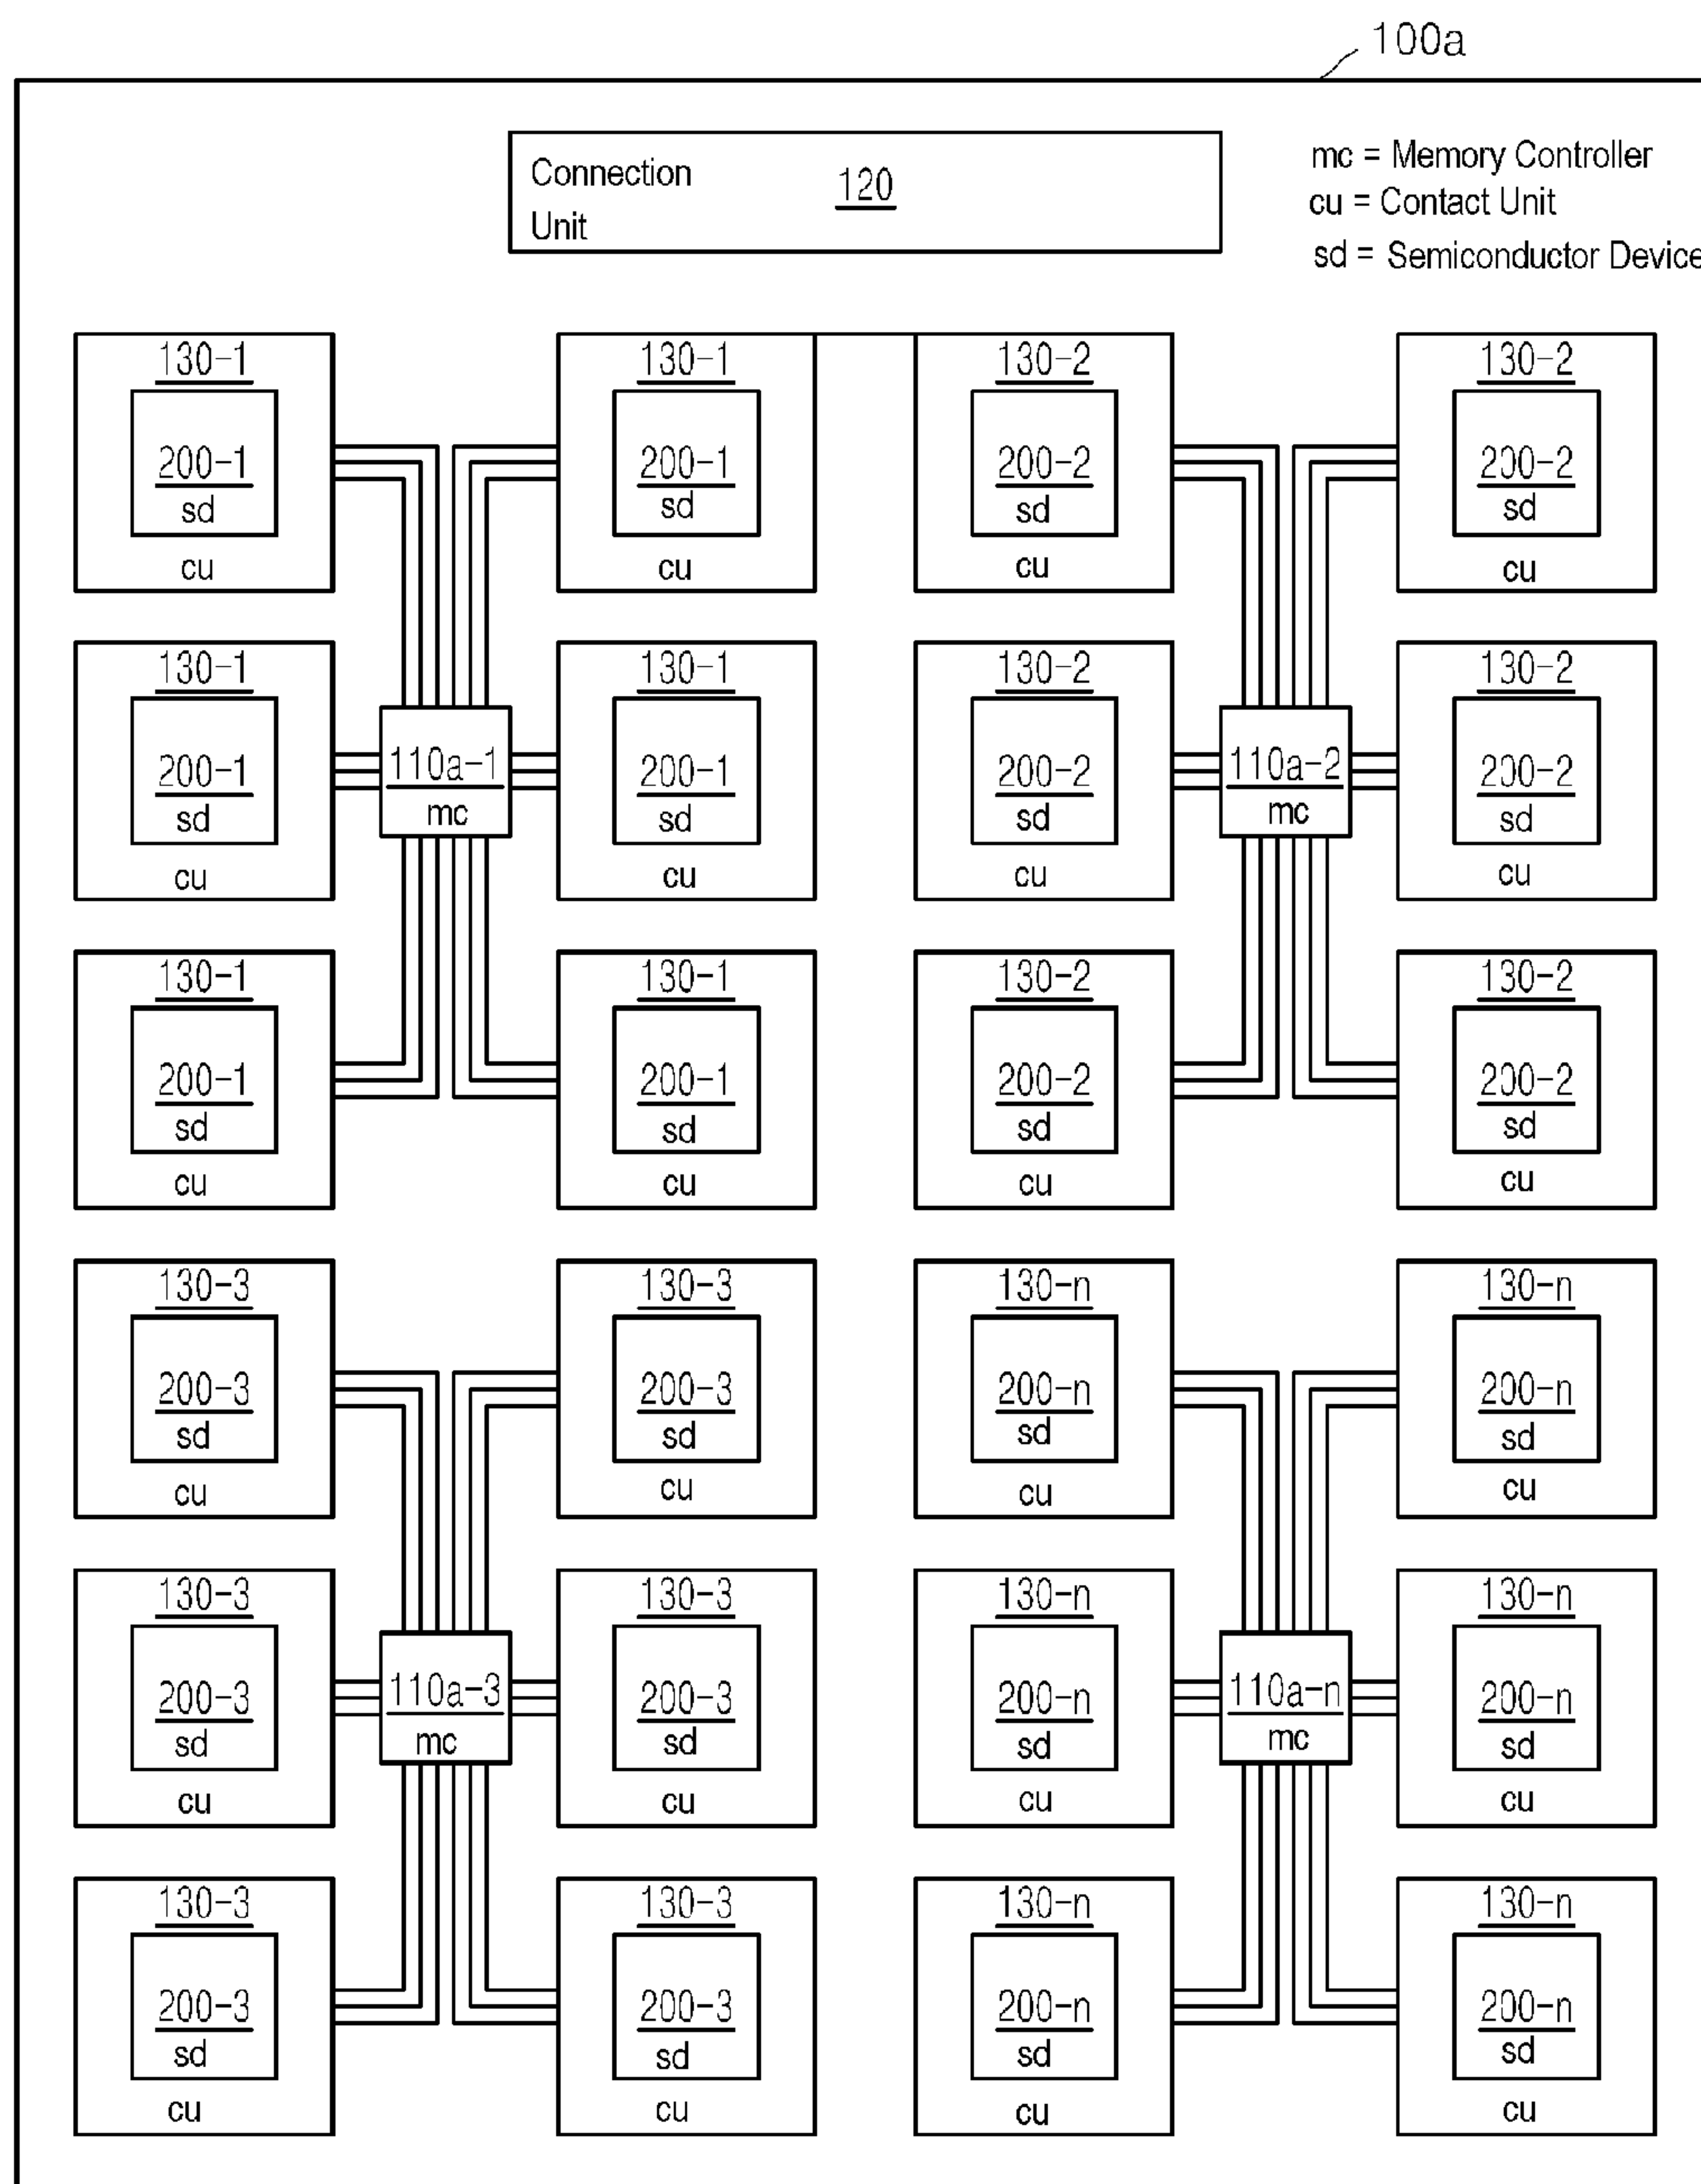 100a
Connection 120
Unit
mc = Memory Controller
cu = Contact Unit
sd = Semiconductor Device
130-1 130-1 130-2 130-2
200-1 200-1 200-2 200-2
sd sd sd sd
cu cu cu cu
130-1 130-1 130-2 130-2
200-1 110a-1 200-1 200-2 110a-2 200-2
sd mc sd sd mc sd
cu cu cu cu
130-1 130-1 130-2 130-2
200-1 200-1 200-2 200-2
sd sd sd sd
cu cu cu cu
130-3 130-3 130-n 130-n
200-3 200-3 200-n 200-n
sd sd sd sd
cu cu cu cu
130-3 130-3 130-n 130-n
200-3 110a-3 200-3 200-n 110a-n 200-n
sd mc sd sd mc sd
cu cu cu cu
130-3 130-3 130-n 130-n
200-3 200-3 200-n 200-n
sd sd sd sd
cu cu cu cu